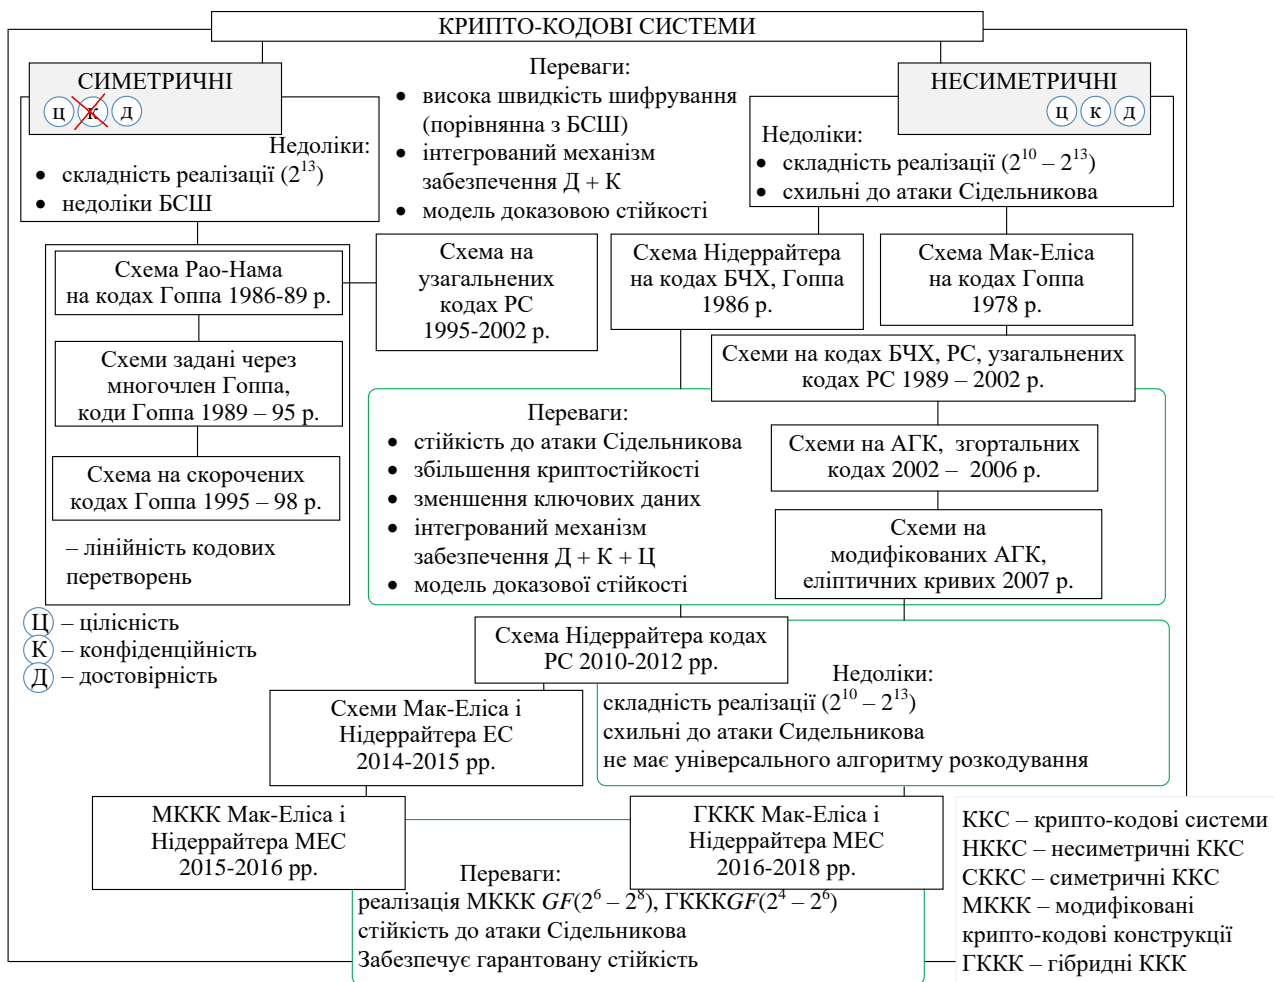 КРИПТО-КОДОВІ СИСТЕМИ
СИМЕТРИЧНІ
ц к д
Недоліки:
• складність реалізації (2^13)
• недоліки БСШ
Переваги:
• висока швидкість шифрування
(порівнянна з БСШ)
• інтегрований механізм
забезпечення Д + К
• модель доказовою стійкості
НЕСИМЕТРИЧНІ
ц к д
Недоліки:
• складність реалізації (2^10 – 2^13)
• схильні до атаки Сідельникова
Схема Рао-Нама
на кодах Гоппа 1986-89 р.
Схема на
узагальнених
кодах РС
1995-2002 р.
Схема Нідеррайтера
на кодах БЧХ, Гоппа
1986 р.
Схема Мак-Еліса
на кодах Гоппа
1978 р.
Схеми задані через
многочлен Гоппа,
коди Гоппа 1989 – 95 р.
Схеми на кодах БЧХ, РС, узагальнених
кодах РС 1989 – 2002 р.
Схема на скорочених
кодах Гоппа 1995 – 98 р.
– лінійність кодових
перетворень
Переваги:
• стійкість до атаки Сідельникова
• збільшення криптостійкості
• зменшення ключових даних
• інтегрований механізм
забезпечення Д + К + Ц
• модель доказової стійкості
Схеми на АГК, згортальних
кодах 2002 – 2006 р.
Схеми на
модифікованих АГК,
еліптичних кривих 2007 р.
Ц – цілісність
К – конфіденційність
Д – достовірність
Схема Нідеррайтера кодах
РС 2010-2012 рр.
Недоліки:
складність реалізації (2^10 – 2^13)
схильні до атаки Сидельникова
не має універсального алгоритму розкодування
Схеми Мак-Еліса і
Нідеррайтера ЕС
2014-2015 рр.
МККК Мак-Еліса і
Нідеррайтера МЕС
2015-2016 рр.
ГККК Мак-Еліса і
Нідеррайтера МЕС
2016-2018 рр.
Переваги:
реалізація МККК GF(2^6 – 2^8), ГКККGF(2^4 – 2^6)
стійкість до атаки Сідельникова
Забезпечує гарантовану стійкість
ККС – крипто-кодові системи
НККС – несиметричні ККС
СККС – симетричні ККС
МККК – модифіковані
крипто-кодові конструкції
ГККК – гібридні ККК